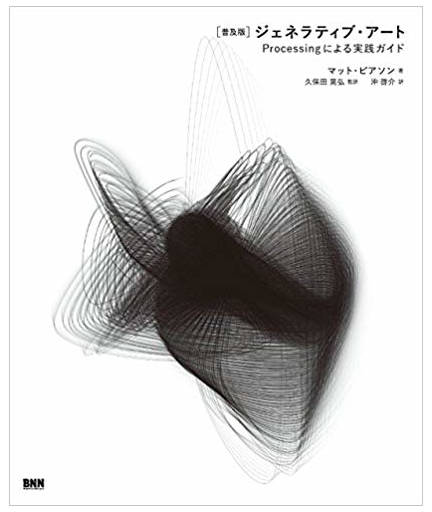 [普及版] ジェネラティブ・アート
Processingによる実践ガイド
マット・ピアソン 著
久保田 晃弘 監訳 沖 啓介 訳
BNN